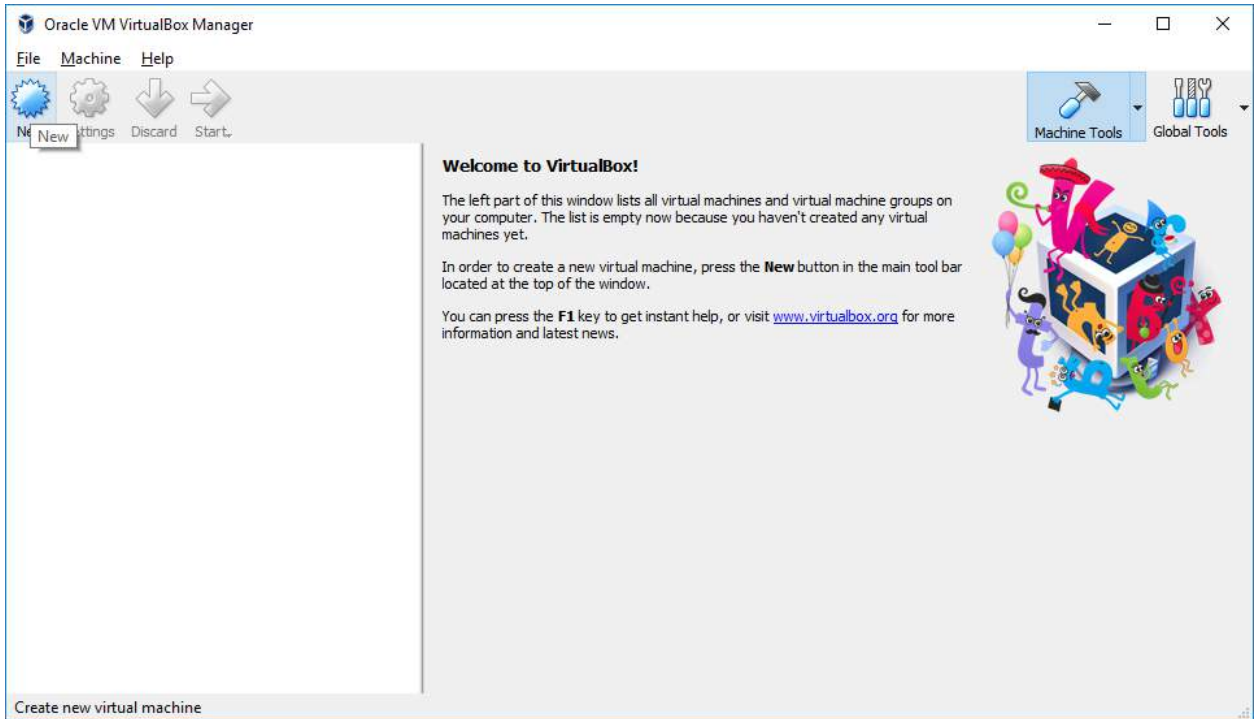 Oracle VM VirtualBox Manager
File Machine Help
New
Discard Start
Machine Tools
Global Tools
Welcome to VirtualBox!
The left part of this window lists all virtual machines and virtual machine groups on
your computer. The list is empty now because you haven't created any virtual
machines yet.
In order to create a new virtual machine, press the New button in the main tool bar
located at the top of the window.
You can press the F1 key to get instant help, or visit www.virtualbox.org for more
information and latest news.
Create new virtual machine